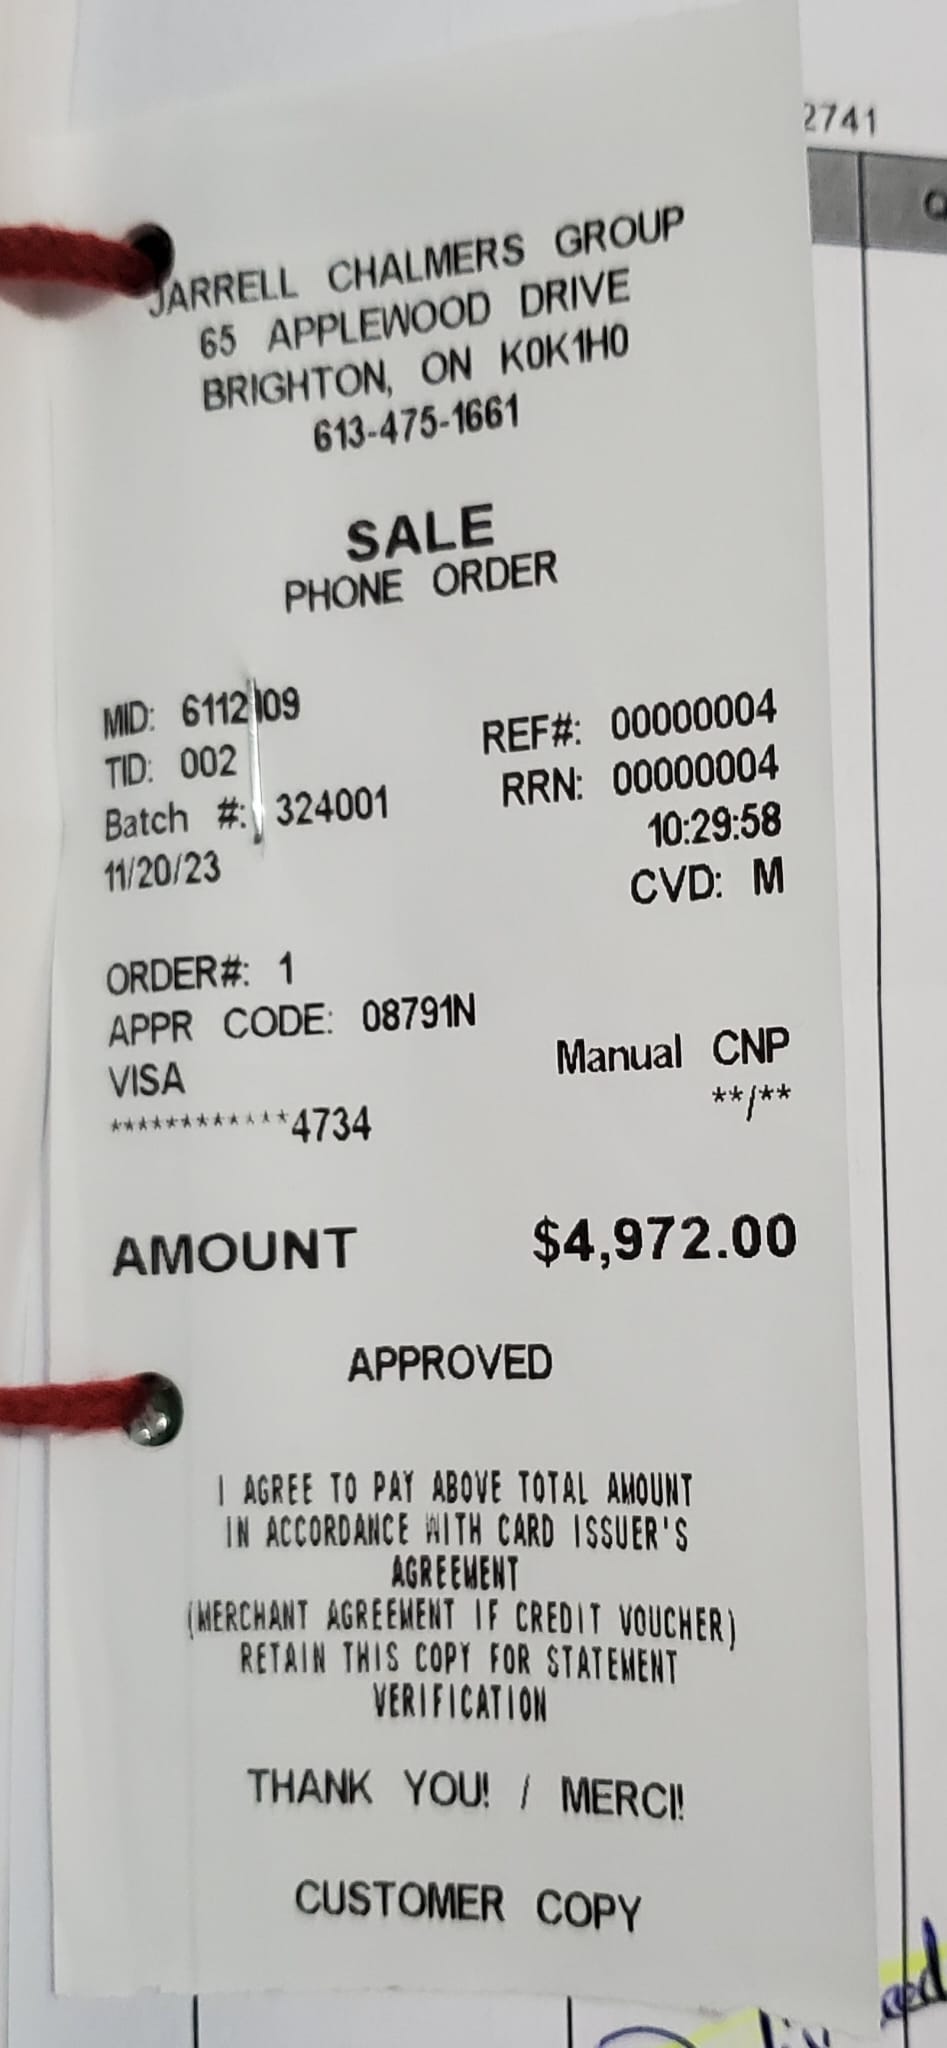 2741
Q
JARRELL CHALMERS GROUP
65 APPLEWOOD DRIVE
BRIGHTON, ON K0K1H0
613-475-1661
SALE
PHONE ORDER
MID: 6112109
REF#: 00000004
TID: 002
RRN: 00000004
Batch #: 324001
10:29:58
11/20/23
CVD: M
ORDER#: 1
APPR CODE: 08791N
VISA
Manual CNP
************4734
**/**
AMOUNT $4,972.00
APPROVED
I AGREE TO PAY ABOVE TOTAL AMOUNT
IN ACCORDANCE WITH CARD ISSUER'S
AGREEMENT
(MERCHANT AGREEMENT IF CREDIT VOUCHER)
RETAIN THIS COPY FOR STATEMENT
VERIFICATION
THANK YOU! / MERCI!
CUSTOMER COPY